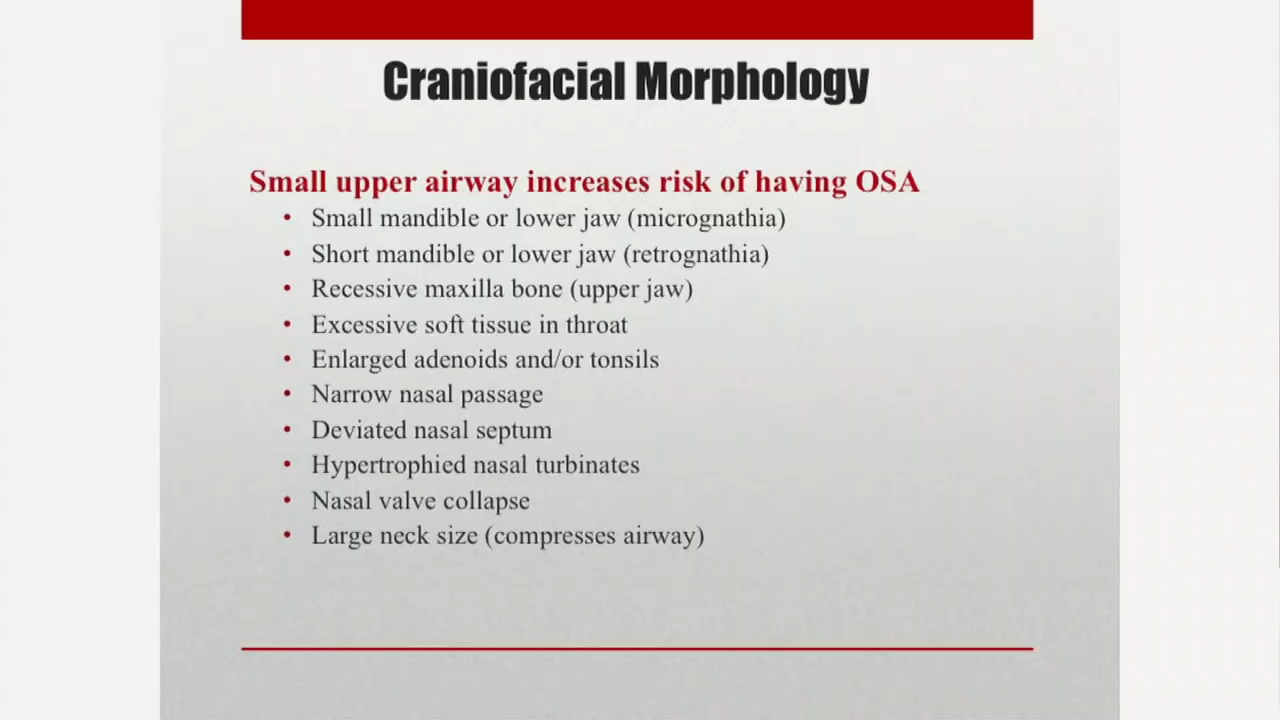 Craniofacial Morphology
Small upper airway increases risk of having OSA
• Small mandible or lower jaw (micrognathia)
• Short mandible or lower jaw (retrognathia)
• Recessive maxilla bone (upper jaw)
• Excessive soft tissue in throat
• Enlarged adenoids and/or tonsils
• Narrow nasal passage
• Deviated nasal septum
• Hypertrophied nasal turbinates
• Nasal valve collapse
• Large neck size (compresses airway)